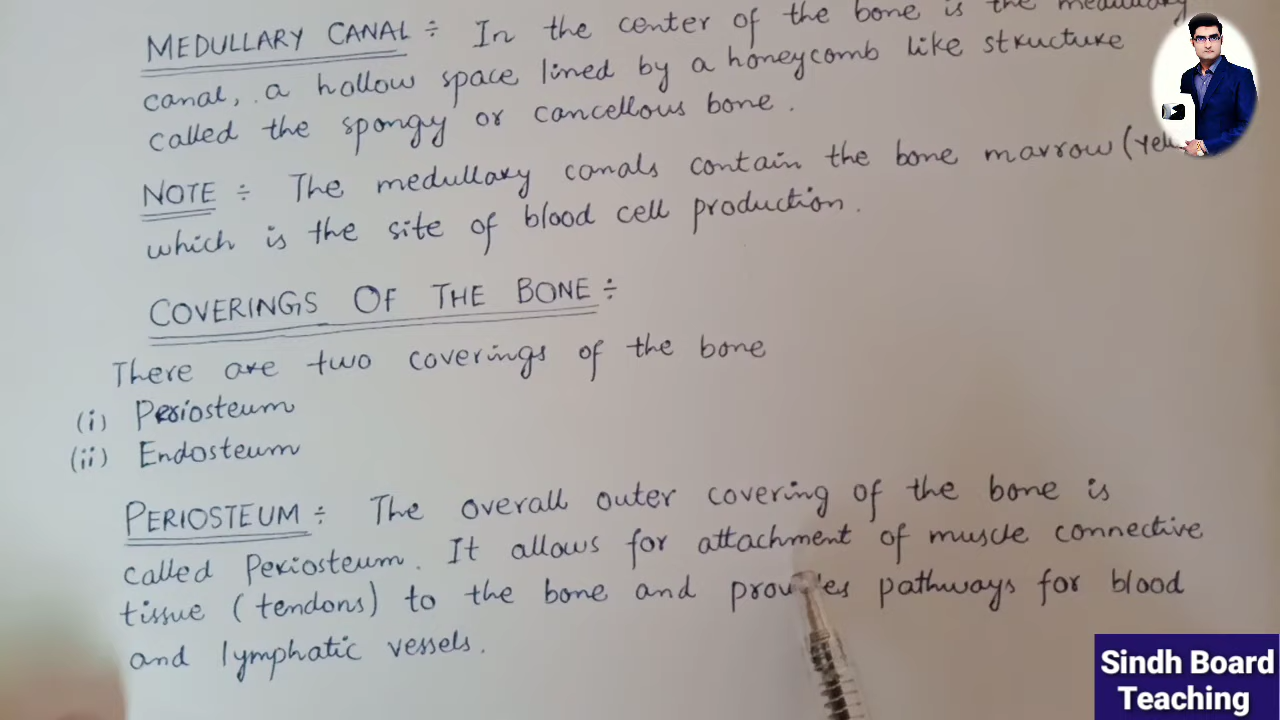 MEDULLARY CANAL ÷ In the center of the bone is the medullary
canal, a hollow space lined by a honeycomb like structure
called the spongy or cancellous bone.
NOTE ÷ The medullary canals contain the bone marrow (Yel
which is the site of blood cell production.
COVERINGS OF THE BONE ÷
There are two coverings of the bone
(i) Periosteum
(ii) Endosteum
PERIOSTEUM ÷ The overall outer covering of the bone is
called Periosteum. It allows for attachment of muscle connective
tissue (tendons) to the bone and provides pathways for blood
and lymphatic vessels.
Sindh Board
Teaching